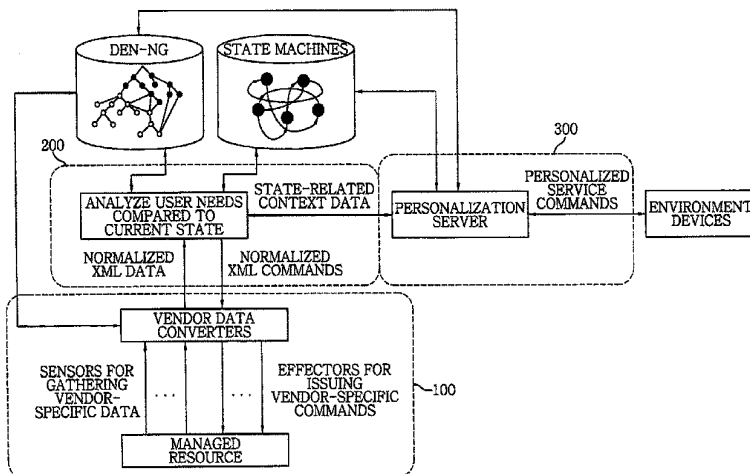 DEN-NG
STATE MACHINES
200
300
ANALYZE USER NEEDS
COMPARED TO
CURRENT STATE
STATE-RELATED
CONTEXT DATA
PERSONALIZATION
SERVER
PERSONALIZED
SERVICE
COMMANDS
ENVIRONMENT
DEVICES
NORMALIZED
XML DATA
NORMALIZED
XML COMMANDS
VENDOR DATA
CONVERTERS
SENSORS FOR
GATHERING
VENDOR-
SPECIFIC DATA
...
...
EFFECTORS FOR
ISSUING
VENDOR-SPECIFIC
COMMANDS
100
MANAGED
RESOURCE